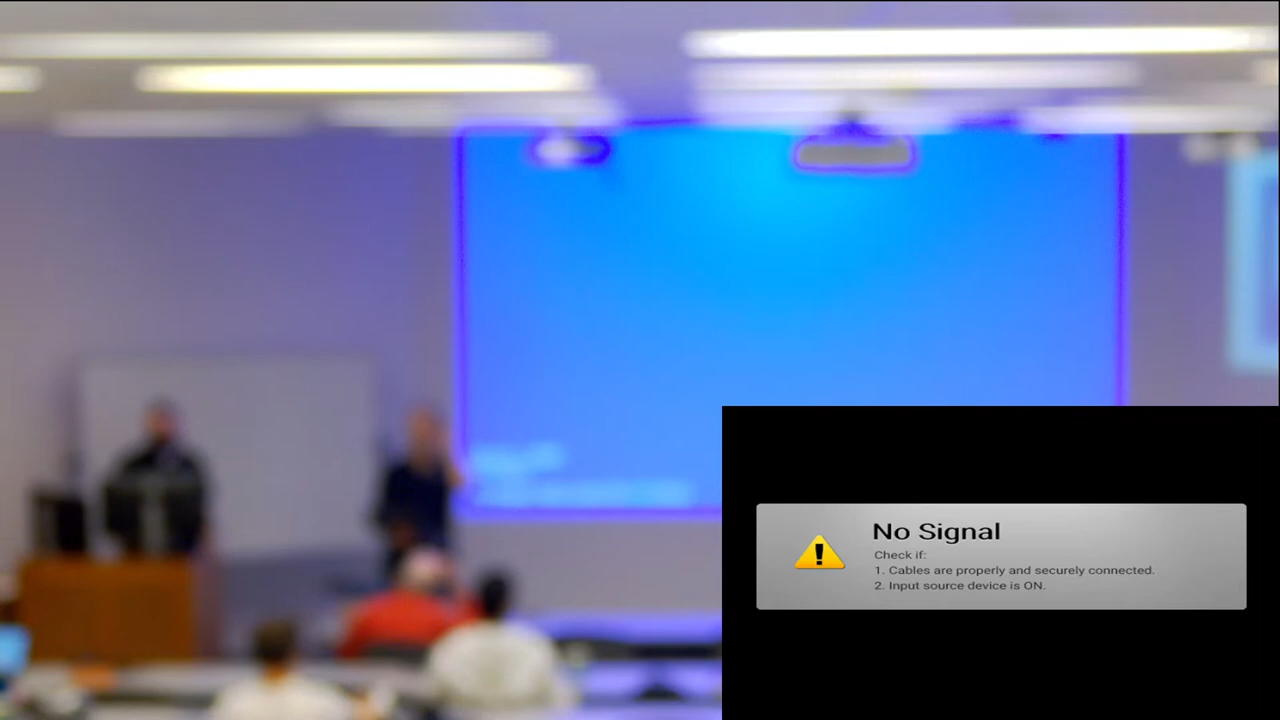 No Signal
Check if:
1. Cables are properly and securely connected.
2. Input source device is ON.